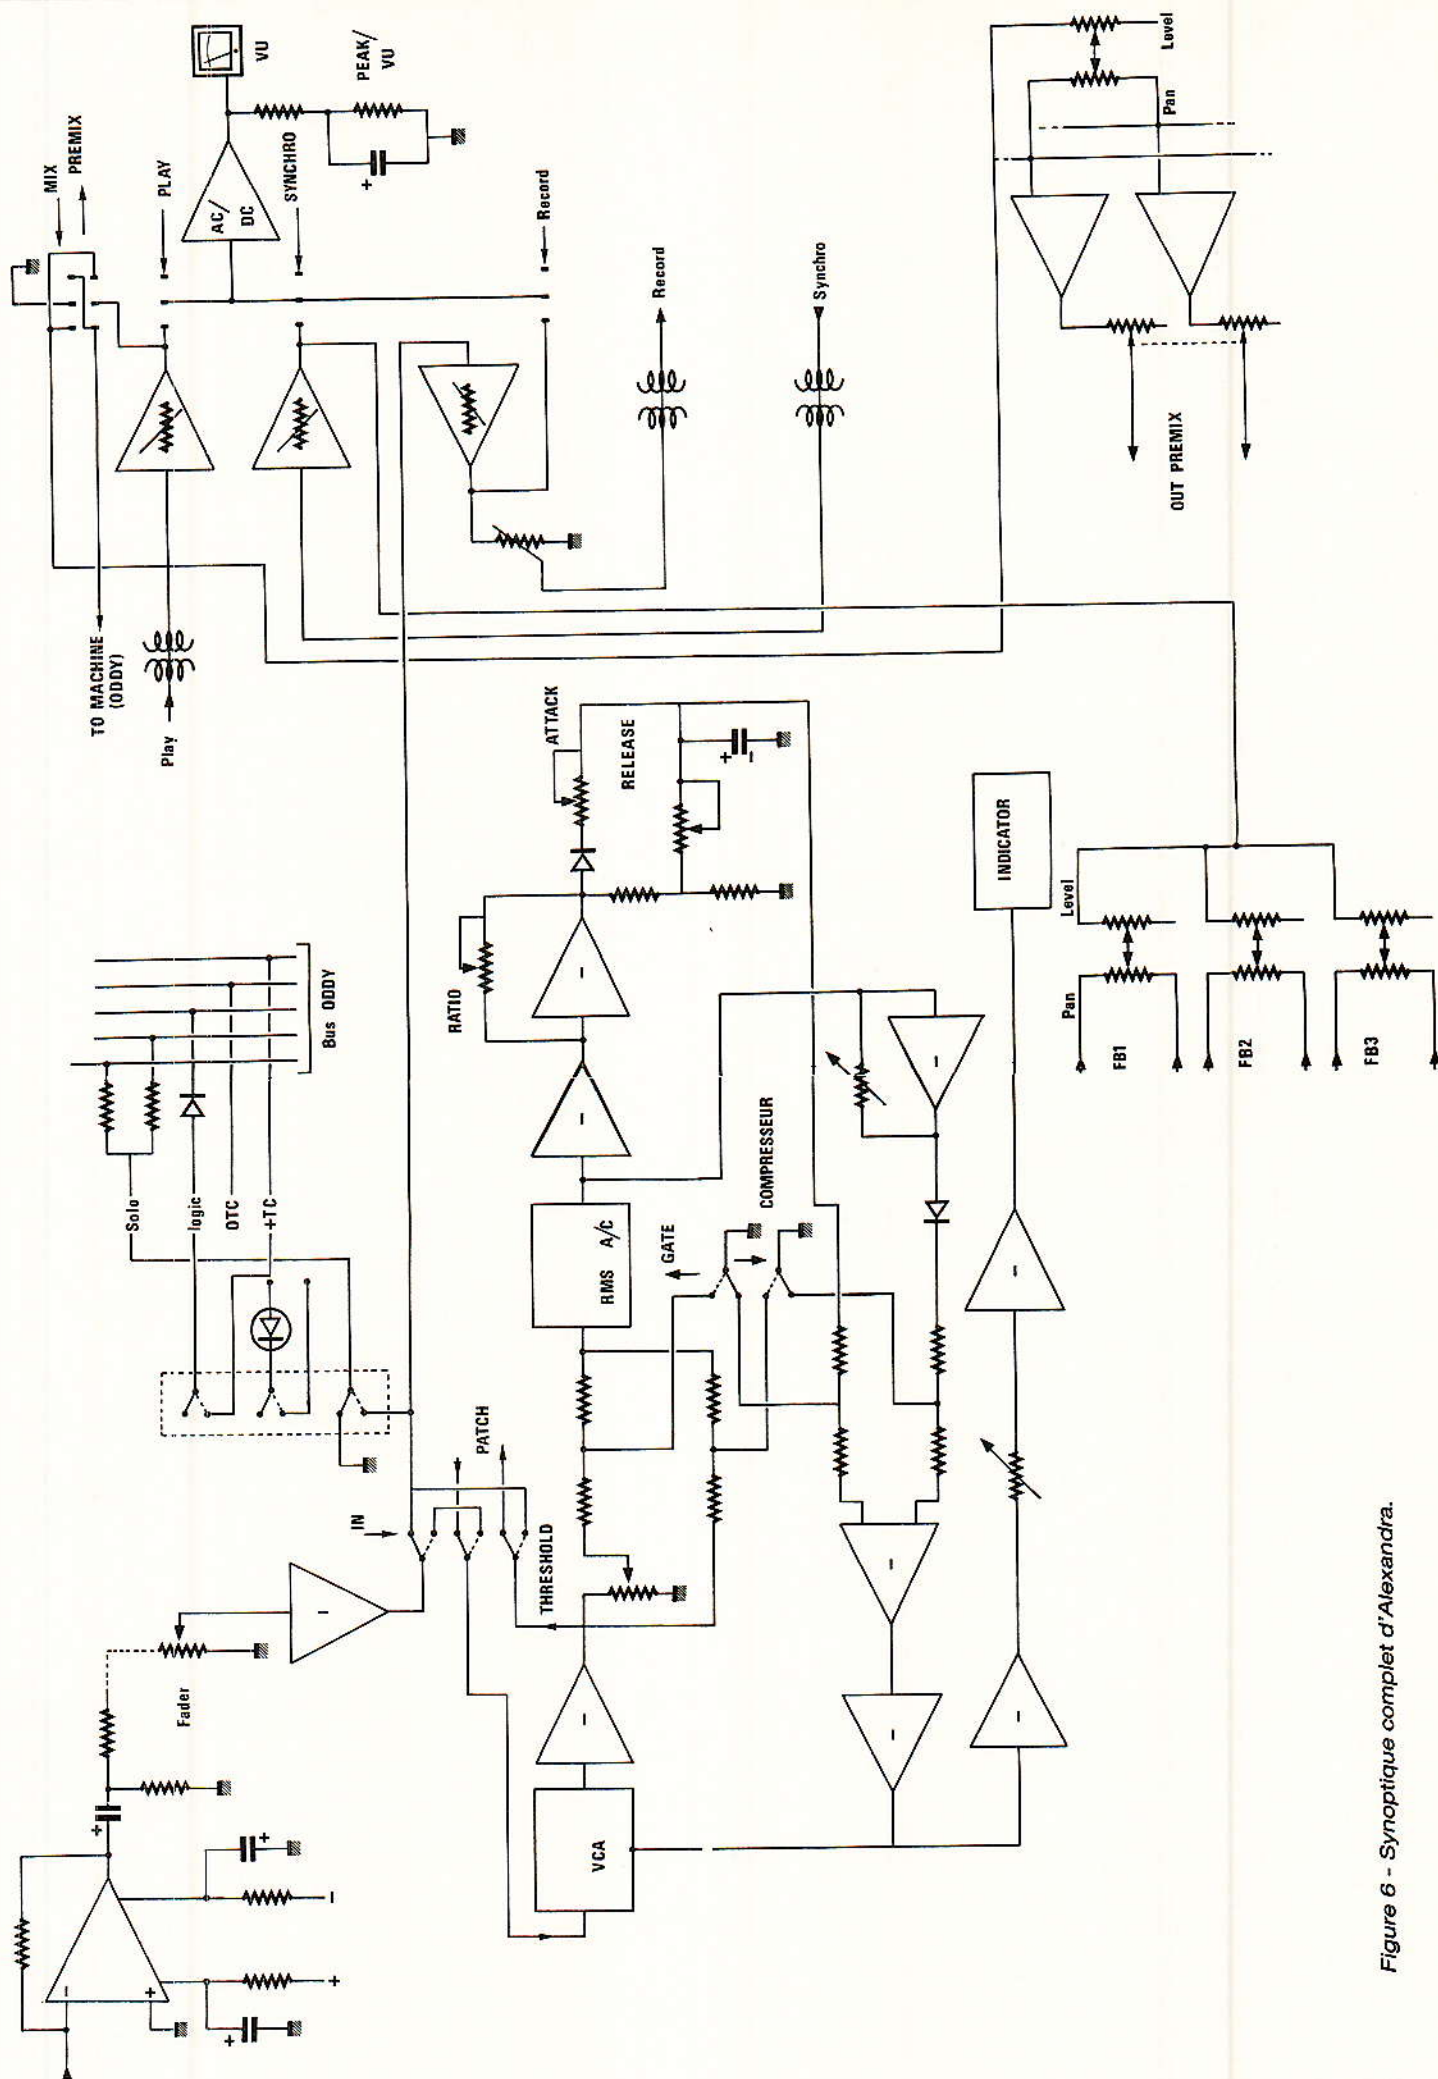 MIX
PREMIX
PLAY
VU
PEAK/
VU
AC/
DC
SYNCHRO
Record
Record
Synchro
Level
Pan
OUT PREMIX
TO MACHINE
(ODDY)
Play
Bus ODDY
Solo
logic
OTC
+TC
ATTACK
RELEASE
RATIO
RMS A/C
GATE
COMPRESSEUR
PATCH
IN
THRESHOLD
Fader
VCA
INDICATOR
Level
Pan
FB1
FB2
FB3
Figure 6 - Synoptique complet d'Alexandra.